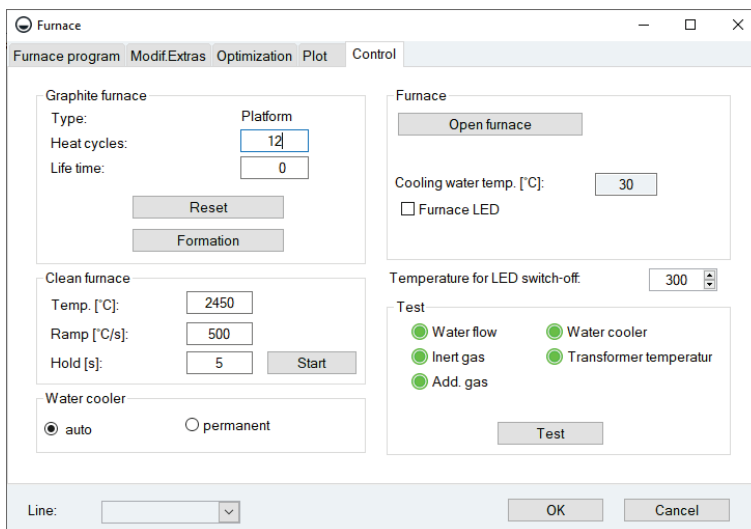 Furnace
Furnace program Modif.Extras Optimization Plot Control
Graphite furnace
Type: Platform
Heat cycles: 12
Life time: 0
Reset
Formation
Furnace
Open furnace
Cooling water temp. [°C]: 30
Furnace LED
Clean furnace
Temp. [°C]: 2450
Ramp [°C/s]: 500
Hold [s]: 5 Start
Temperature for LED switch-off: 300
Test
Water flow Water cooler
Inert gas Transformer temperatur
Add. gas
Test
Water cooler
auto permanent
Line:
OK Cancel